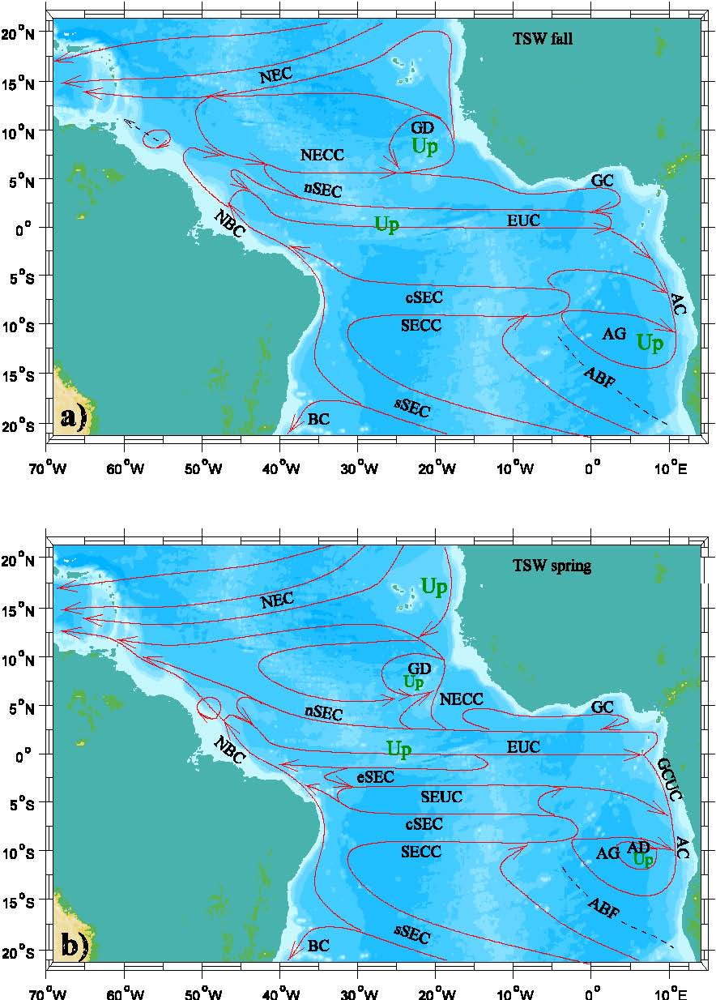 20°N
TSW fall
NEC
15°N
10°N
GD
Up
NECC
5°N
nSEC
GC
NBC
0°
Up
EUC
5°S
cSEC
AC
10°S
SECC
AG
Up
15°S
ABF
a)
sSEC
20°S
BC
70°W 60°W 50°W 40°W 30°W 20°W 10°W 0° 10°E
20°N
TSW spring
Up
NEC
15°N
10°N
GD
Up
NECC
5°N
nSEC
GC
NBC
0°
Up
EUC
eSEC
GCUC
5°S
SEUC
cSEC
10°S
SECC
AG
AD
Up
AC
15°S
ABF
b)
sSEC
20°S
BC
70°W 60°W 50°W 40°W 30°W 20°W 10°W 0° 10°E